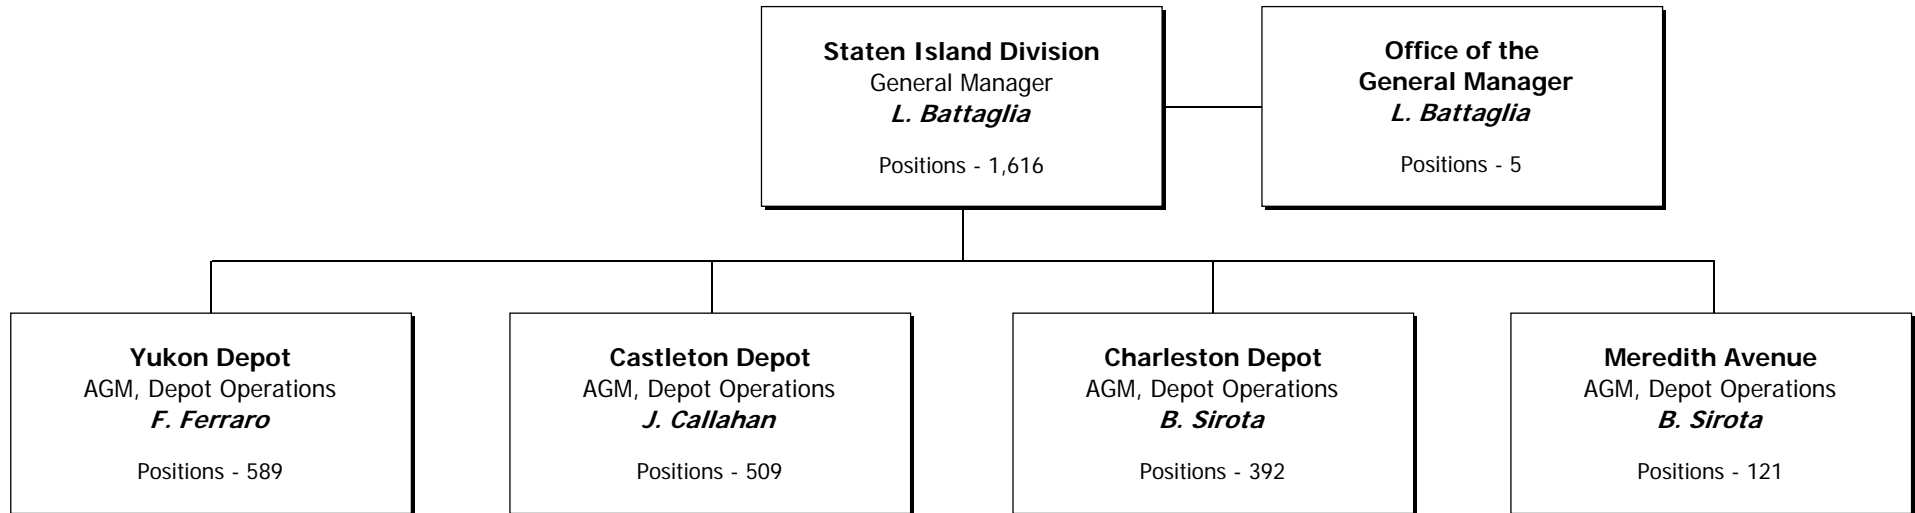 Staten Island Division
General Manager
L. Battaglia
Positions - 1,616
Office of the
General Manager
L. Battaglia
Positions - 5
Yukon Depot
AGM, Depot Operations
F. Ferraro
Positions - 589
Castleton Depot
AGM, Depot Operations
J. Callahan
Positions - 509
Charleston Depot
AGM, Depot Operations
B. Sirota
Positions - 392
Meredith Avenue
AGM, Depot Operations
B. Sirota
Positions - 121